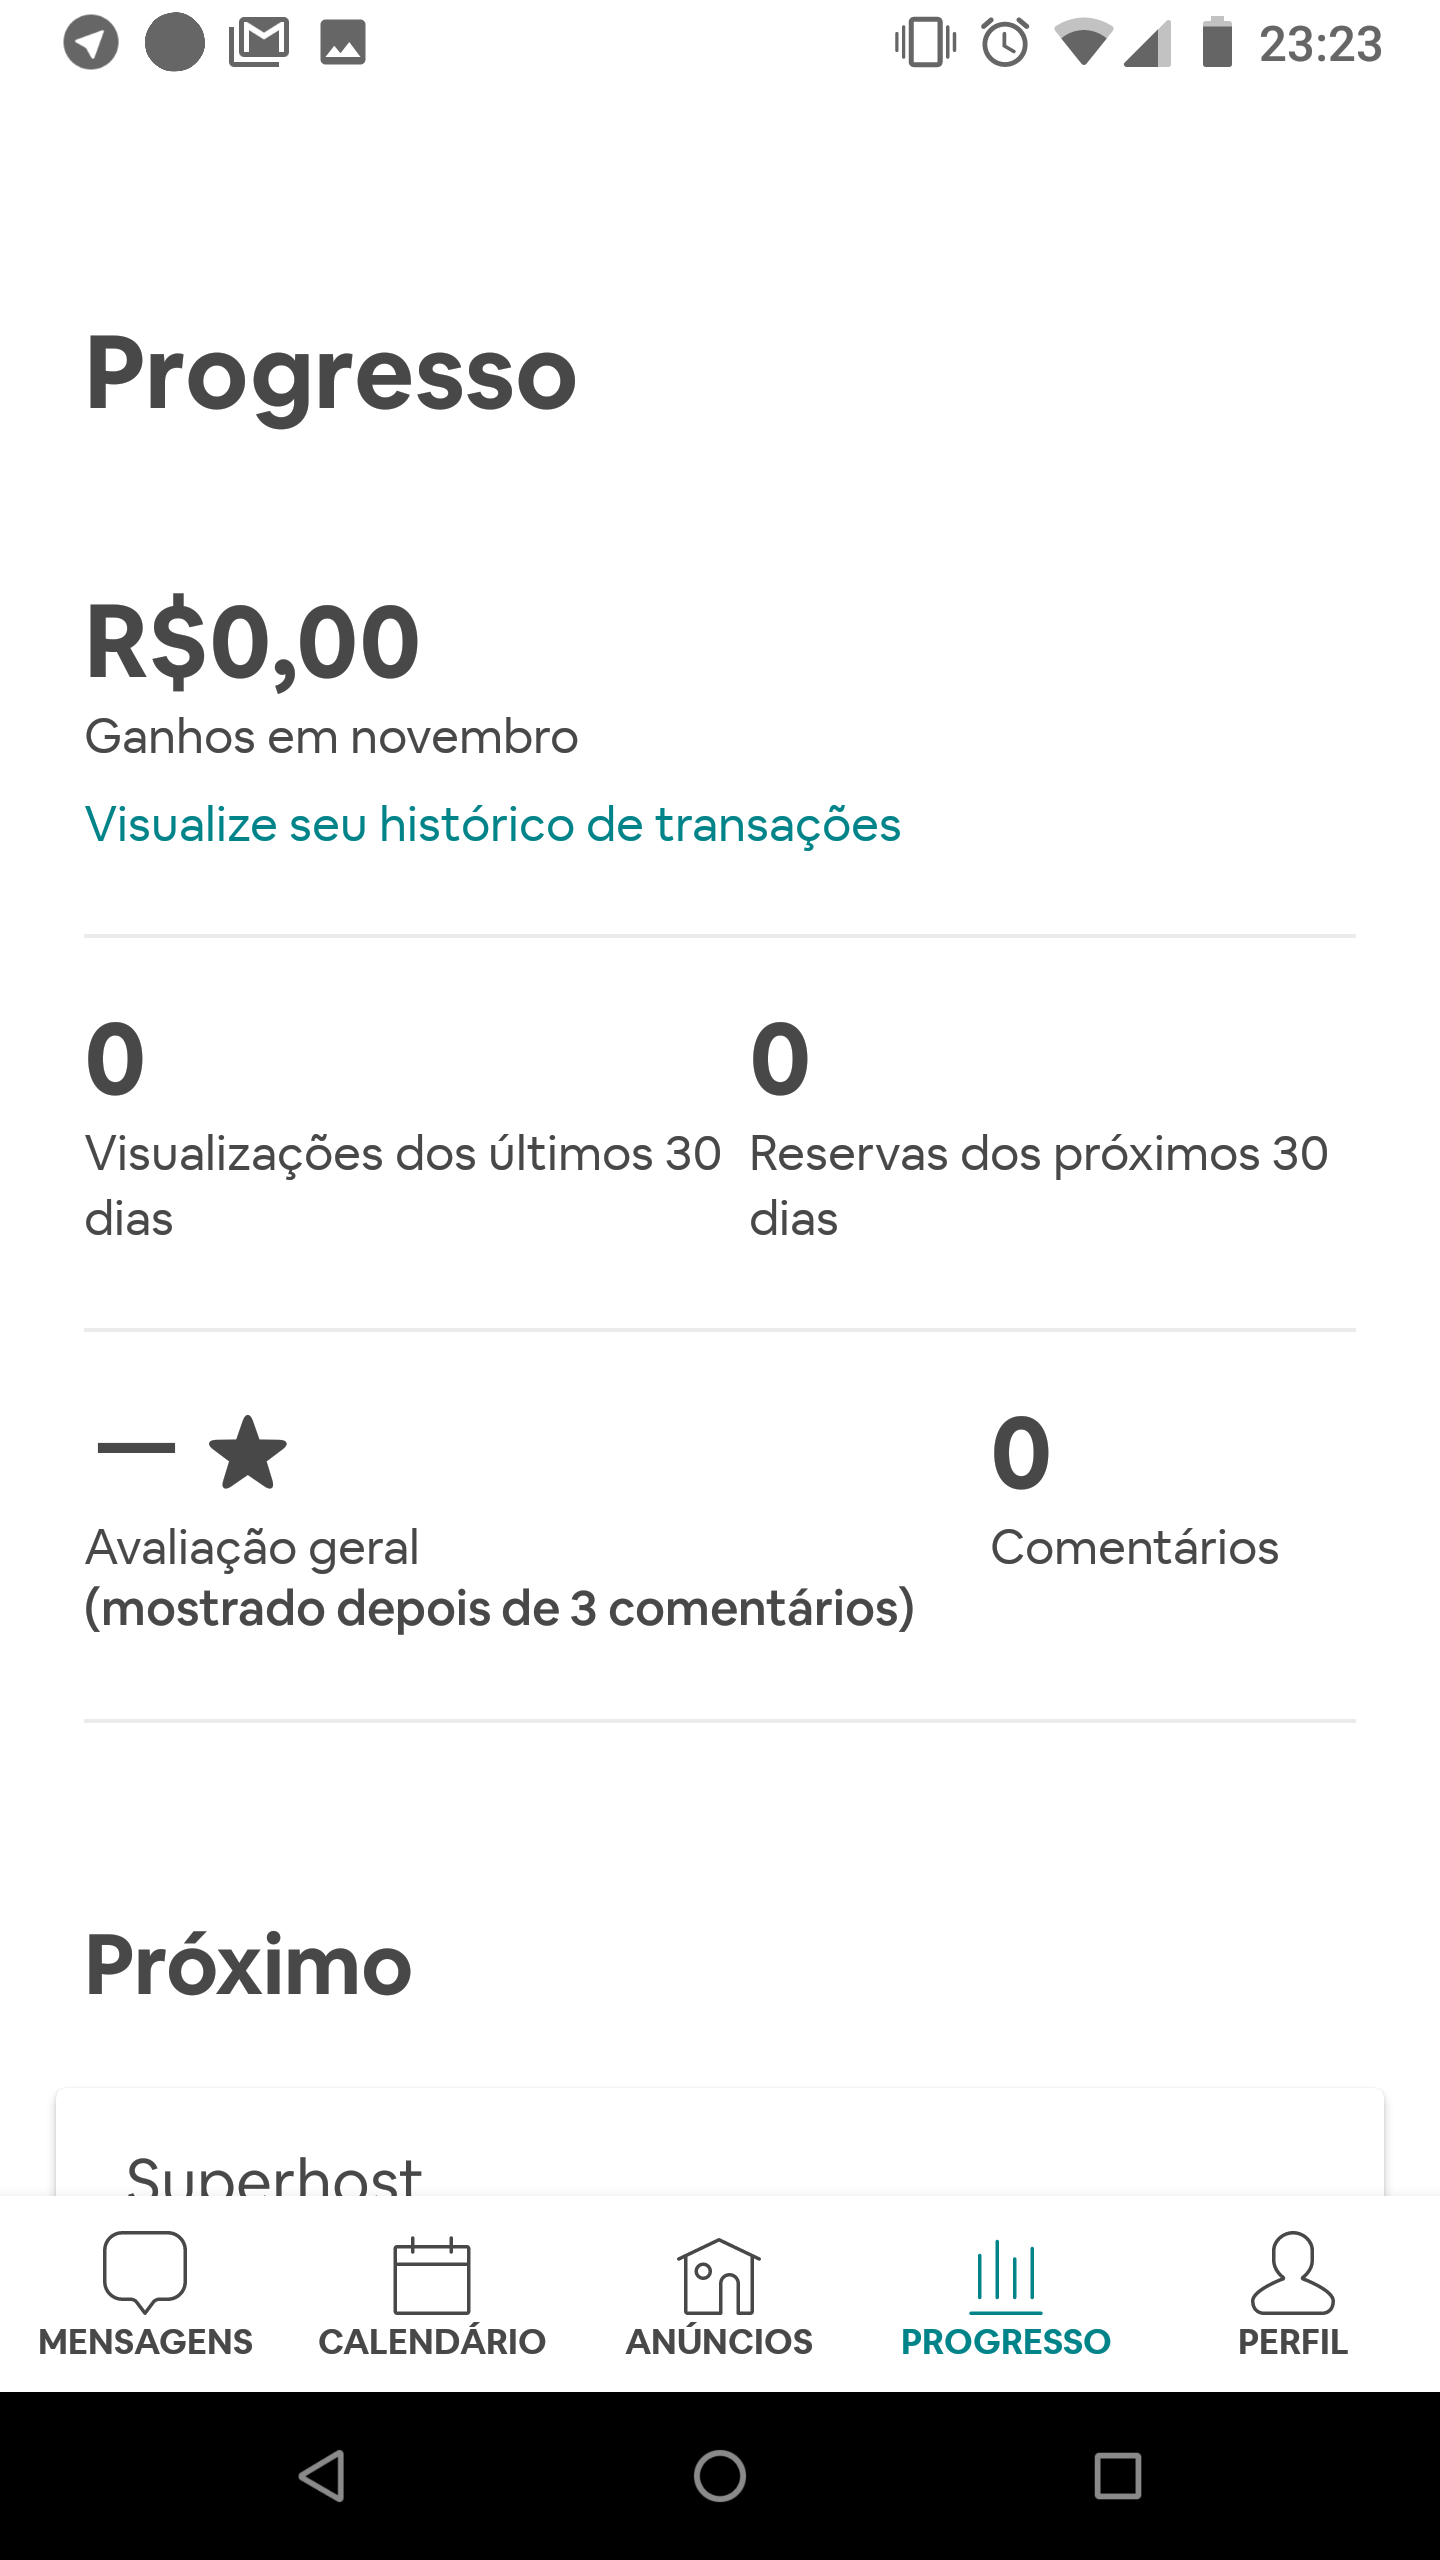 23:23
Progresso
R$0,00
Ganhos em novembro
Visualize seu histórico de transações
0
Visualizações dos últimos 30
dias
0
Reservas dos próximos 30
dias
Avaliação geral
(mostrado depois de 3 comentários)
0
Comentários
Próximo
Superhost
MENSAGENS
CALENDÁRIO
ANÚNCIOS
PROGRESSO
PERFIL